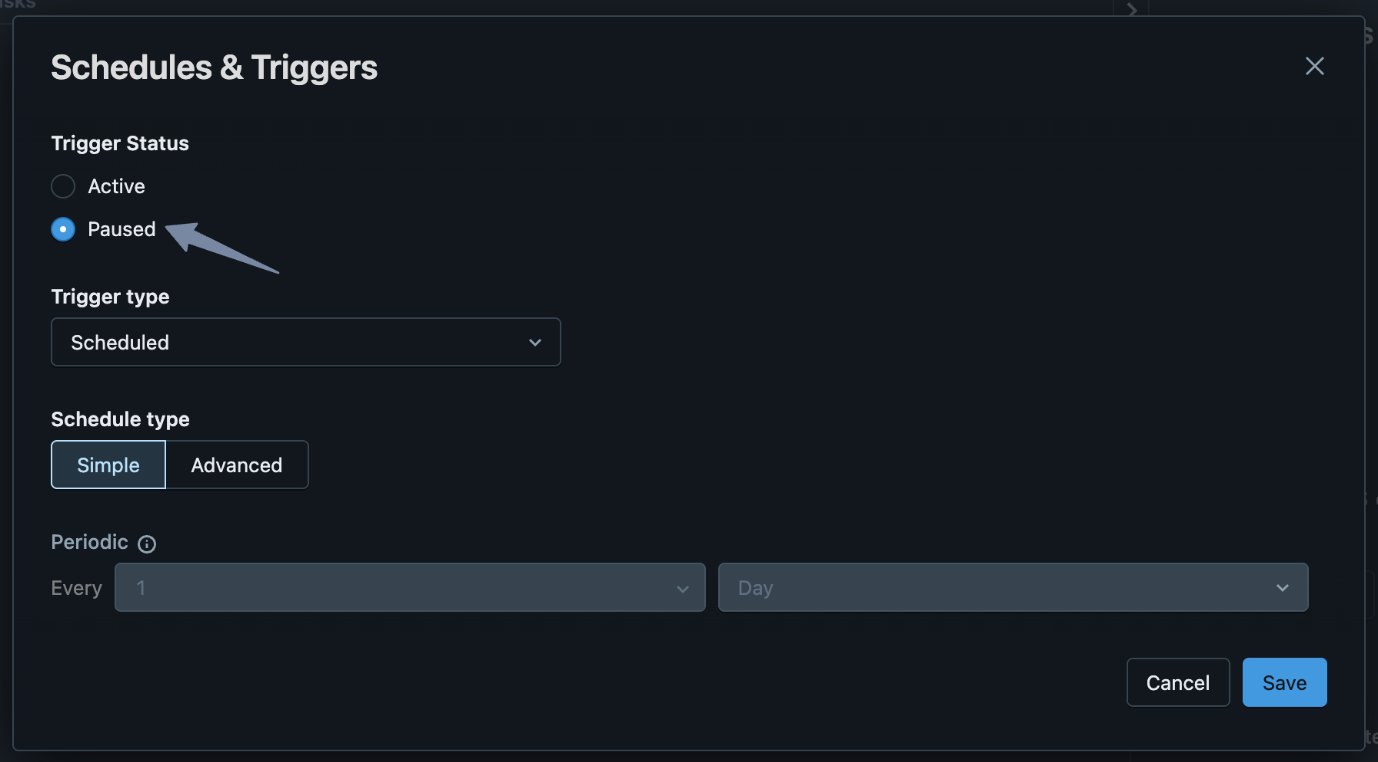 Schedules & Triggers
Trigger Status
Active
Paused
Trigger type
Scheduled
Schedule type
Simple Advanced
Periodic
Every 1 Day
Cancel Save